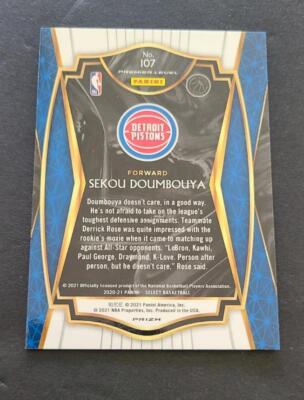 No.
107
PANINI
PREMIER LEVEL
DETROIT
PISTONS
FORWARD
SEKOU DOUMBOUYA
Doumbouya doesn't care, in a good way.
He's not afraid to take on the league's
toughest defensive assignments. Teammate
Derrick Rose was quite impressed with the
rookie's moxie when it came to matching up
against All-Star opponents. "LeBron, Kawhi,
Paul George, Draymond, K-Love. Person after
person, but he doesn't care," Rose said.
© 2021 Officially licensed product of the National Basketball Players Association.
2020-21 PANINI - SELECT BASKETBALL
© 2021 Panini America, Inc.
© 2021 NBA Properties, Inc. Produced in the USA.
PRIZM